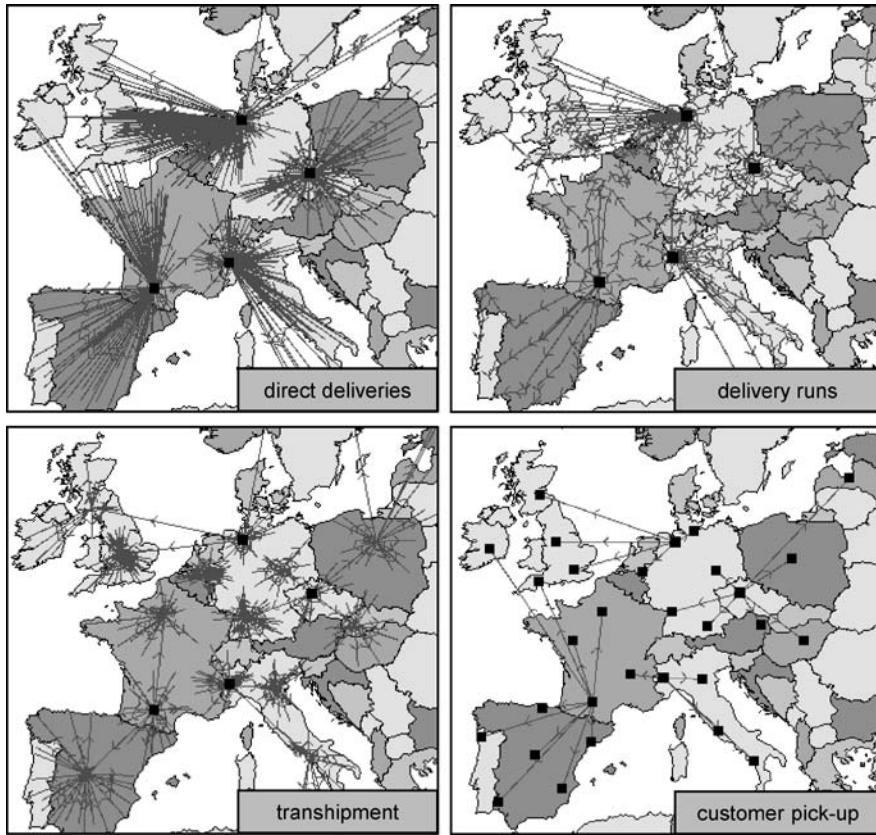 direct deliveries
delivery runs
transhipment
customer pick-up